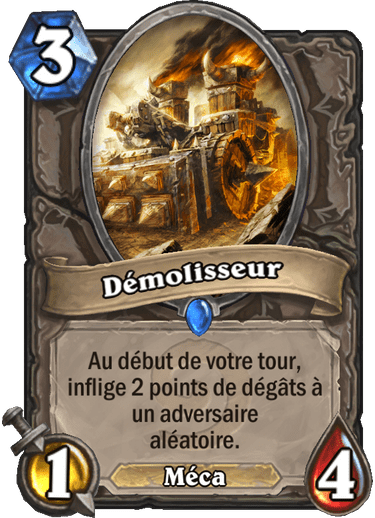 3
Démolisseur
Au début de votre tour,
inflige 2 points de dégâts à
un adversaire
aléatoire.
Méca
1
4